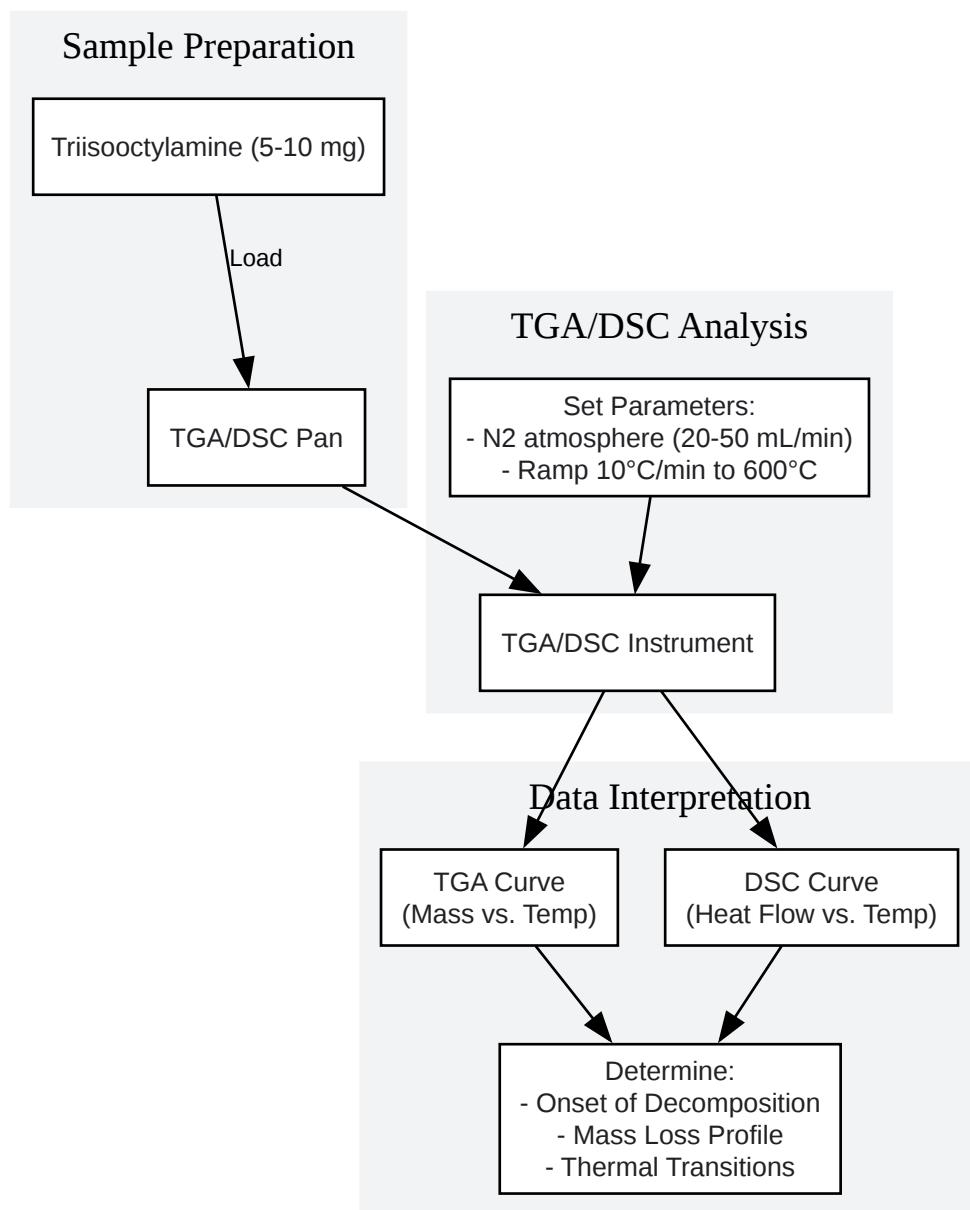 Sample Preparation
Triisooctylamine (5-10 mg)
Load
TGA/DSC Pan
TGA/DSC Analysis
Set Parameters:
- N2 atmosphere (20-50 mL/min)
- Ramp 10°C/min to 600°C
TGA/DSC Instrument
Data Interpretation
TGA Curve
(Mass vs. Temp)
DSC Curve
(Heat Flow vs. Temp)
Determine:
- Onset of Decomposition
- Mass Loss Profile
- Thermal Transitions